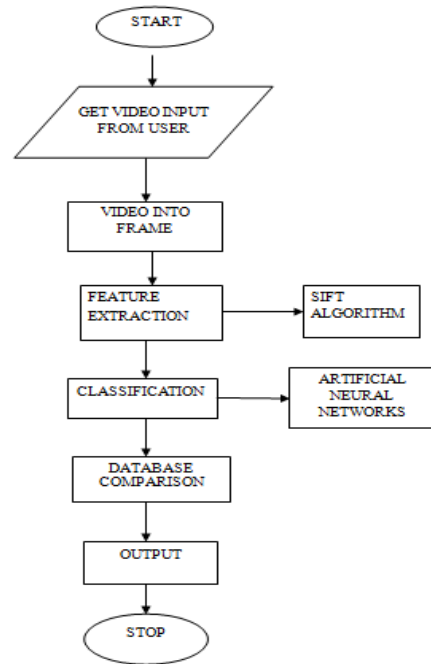 START
GET VIDEO INPUT
FROM USER
VIDEO INTO
FRAME
FEATURE
EXTRACTION
SIFT
ALGORITHM
CLASSIFICATION
ARTIFICIAL
NEURAL
NETWORKS
DATABASE
COMPARISON
OUTPUT
STOP